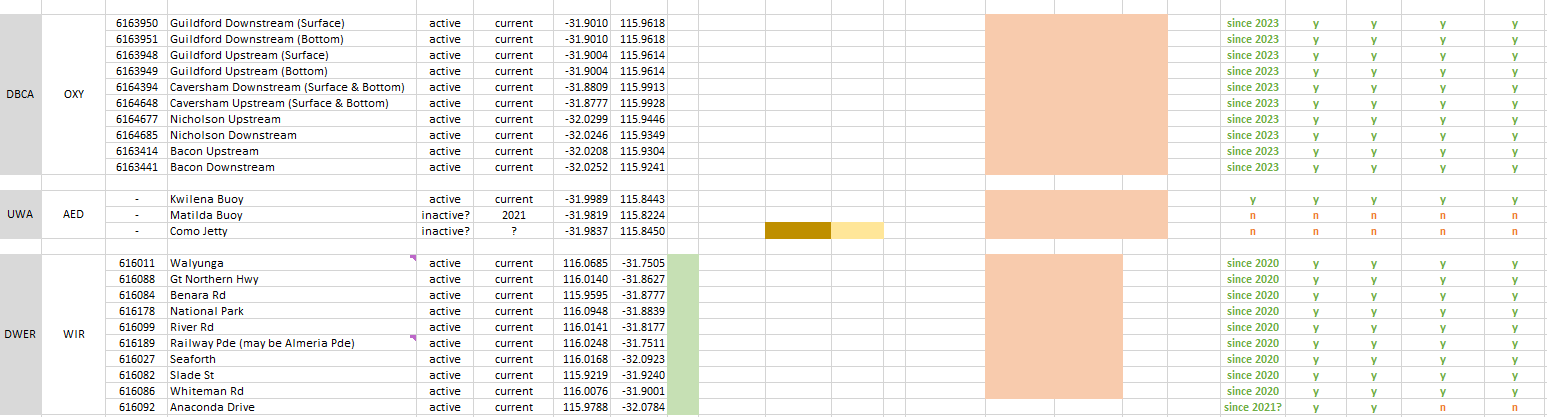 6163950 Guildford Downstream (Surface) active current -31.9010 115.9618 since 2023 y y y y
6163951 Guildford Downstream (Bottom) active current -31.9010 115.9618 since 2023 y y y y
6163948 Guildford Upstream (Surface) active current -31.9004 115.9614 since 2023 y y y y
6163949 Guildford Upstream (Bottom) active current -31.9004 115.9614 since 2023 y y y y
DBCA OXY 6164394 Caversham Downstream (Surface & Bottom) active current -31.8809 115.9913 since 2023 y y y y
6164648 Caversham Upstream (Surface & Bottom) active current -31.8777 115.9928 since 2023 y y y y
6164677 Nicholson Upstream active current -32.0299 115.9446 since 2023 y y y y
6164685 Nicholson Downstream active current -32.0246 115.9349 since 2023 y y y y
6163414 Bacon Upstream active current -32.0208 115.9304 since 2023 y y y y
6163441 Bacon Downstream active current -32.0252 115.9241 since 2023 y y y y
- Kwilena Buoy active current -31.9989 115.8443 y y y y y
UWA AED - Matilda Buoy inactive? 2021 -31.9819 115.8224 n n n n n
- Como Jetty inactive? ? -31.9837 115.8450 n n n n n
616011 Walyunga active current 116.0685 -31.7505 since 2020 y y y y
616088 Gt Northern Hwy active current 116.0140 -31.8627 since 2020 y y y y
616084 Benara Rd active current 115.9595 -31.8777 since 2020 y y y y
616178 National Park active current 116.0948 -31.8839 since 2020 y y y y
DWER WIR 616099 River Rd active current 116.0141 -31.8177 since 2020 y y y y
616189 Railway Pde (may be Almeria Pde) active current 116.0248 -31.7511 since 2020 y y y y
616027 Seaforth active current 116.0168 -32.0923 since 2020 y y y y
616082 Slade St active current 115.9219 -31.9240 since 2020 y y y y
616086 Whiteman Rd active current 116.0076 -31.9001 since 2020 y y y y
616092 Anaconda Drive active current 115.9788 -32.0784 since 2021? y y n n